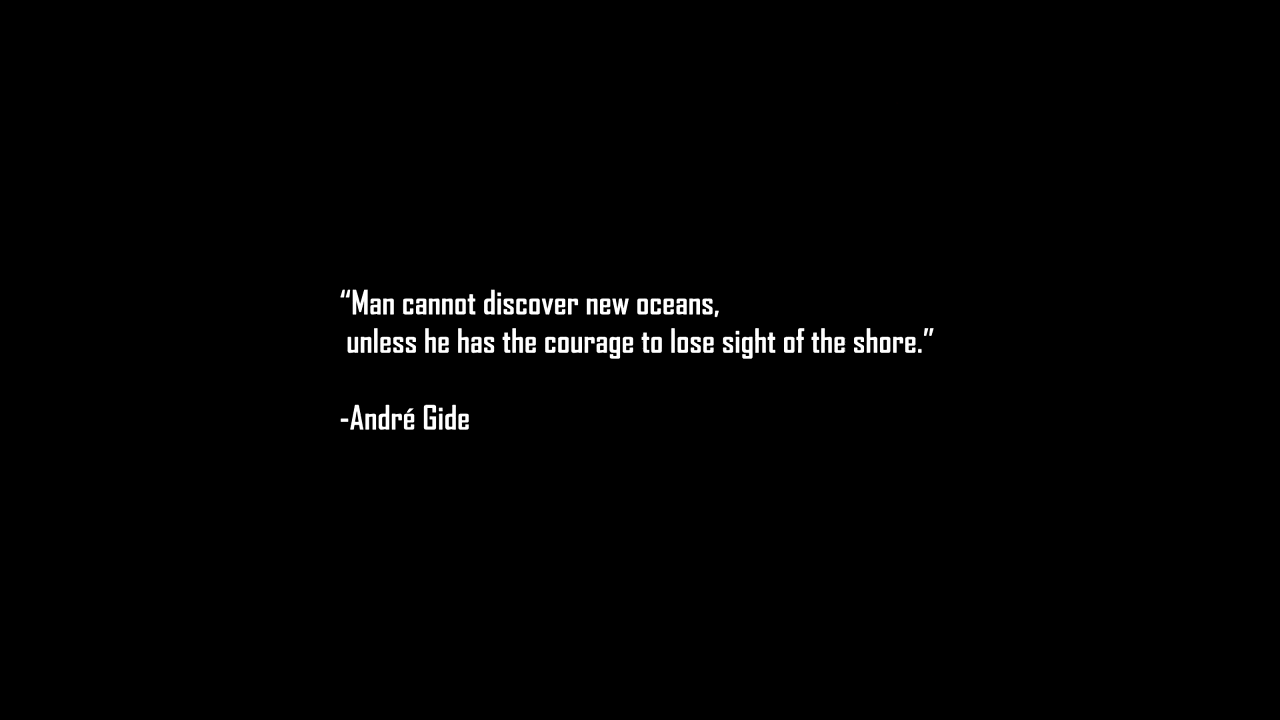 “Man cannot discover new oceans,
unless he has the courage to lose sight of the shore.”
-André Gide